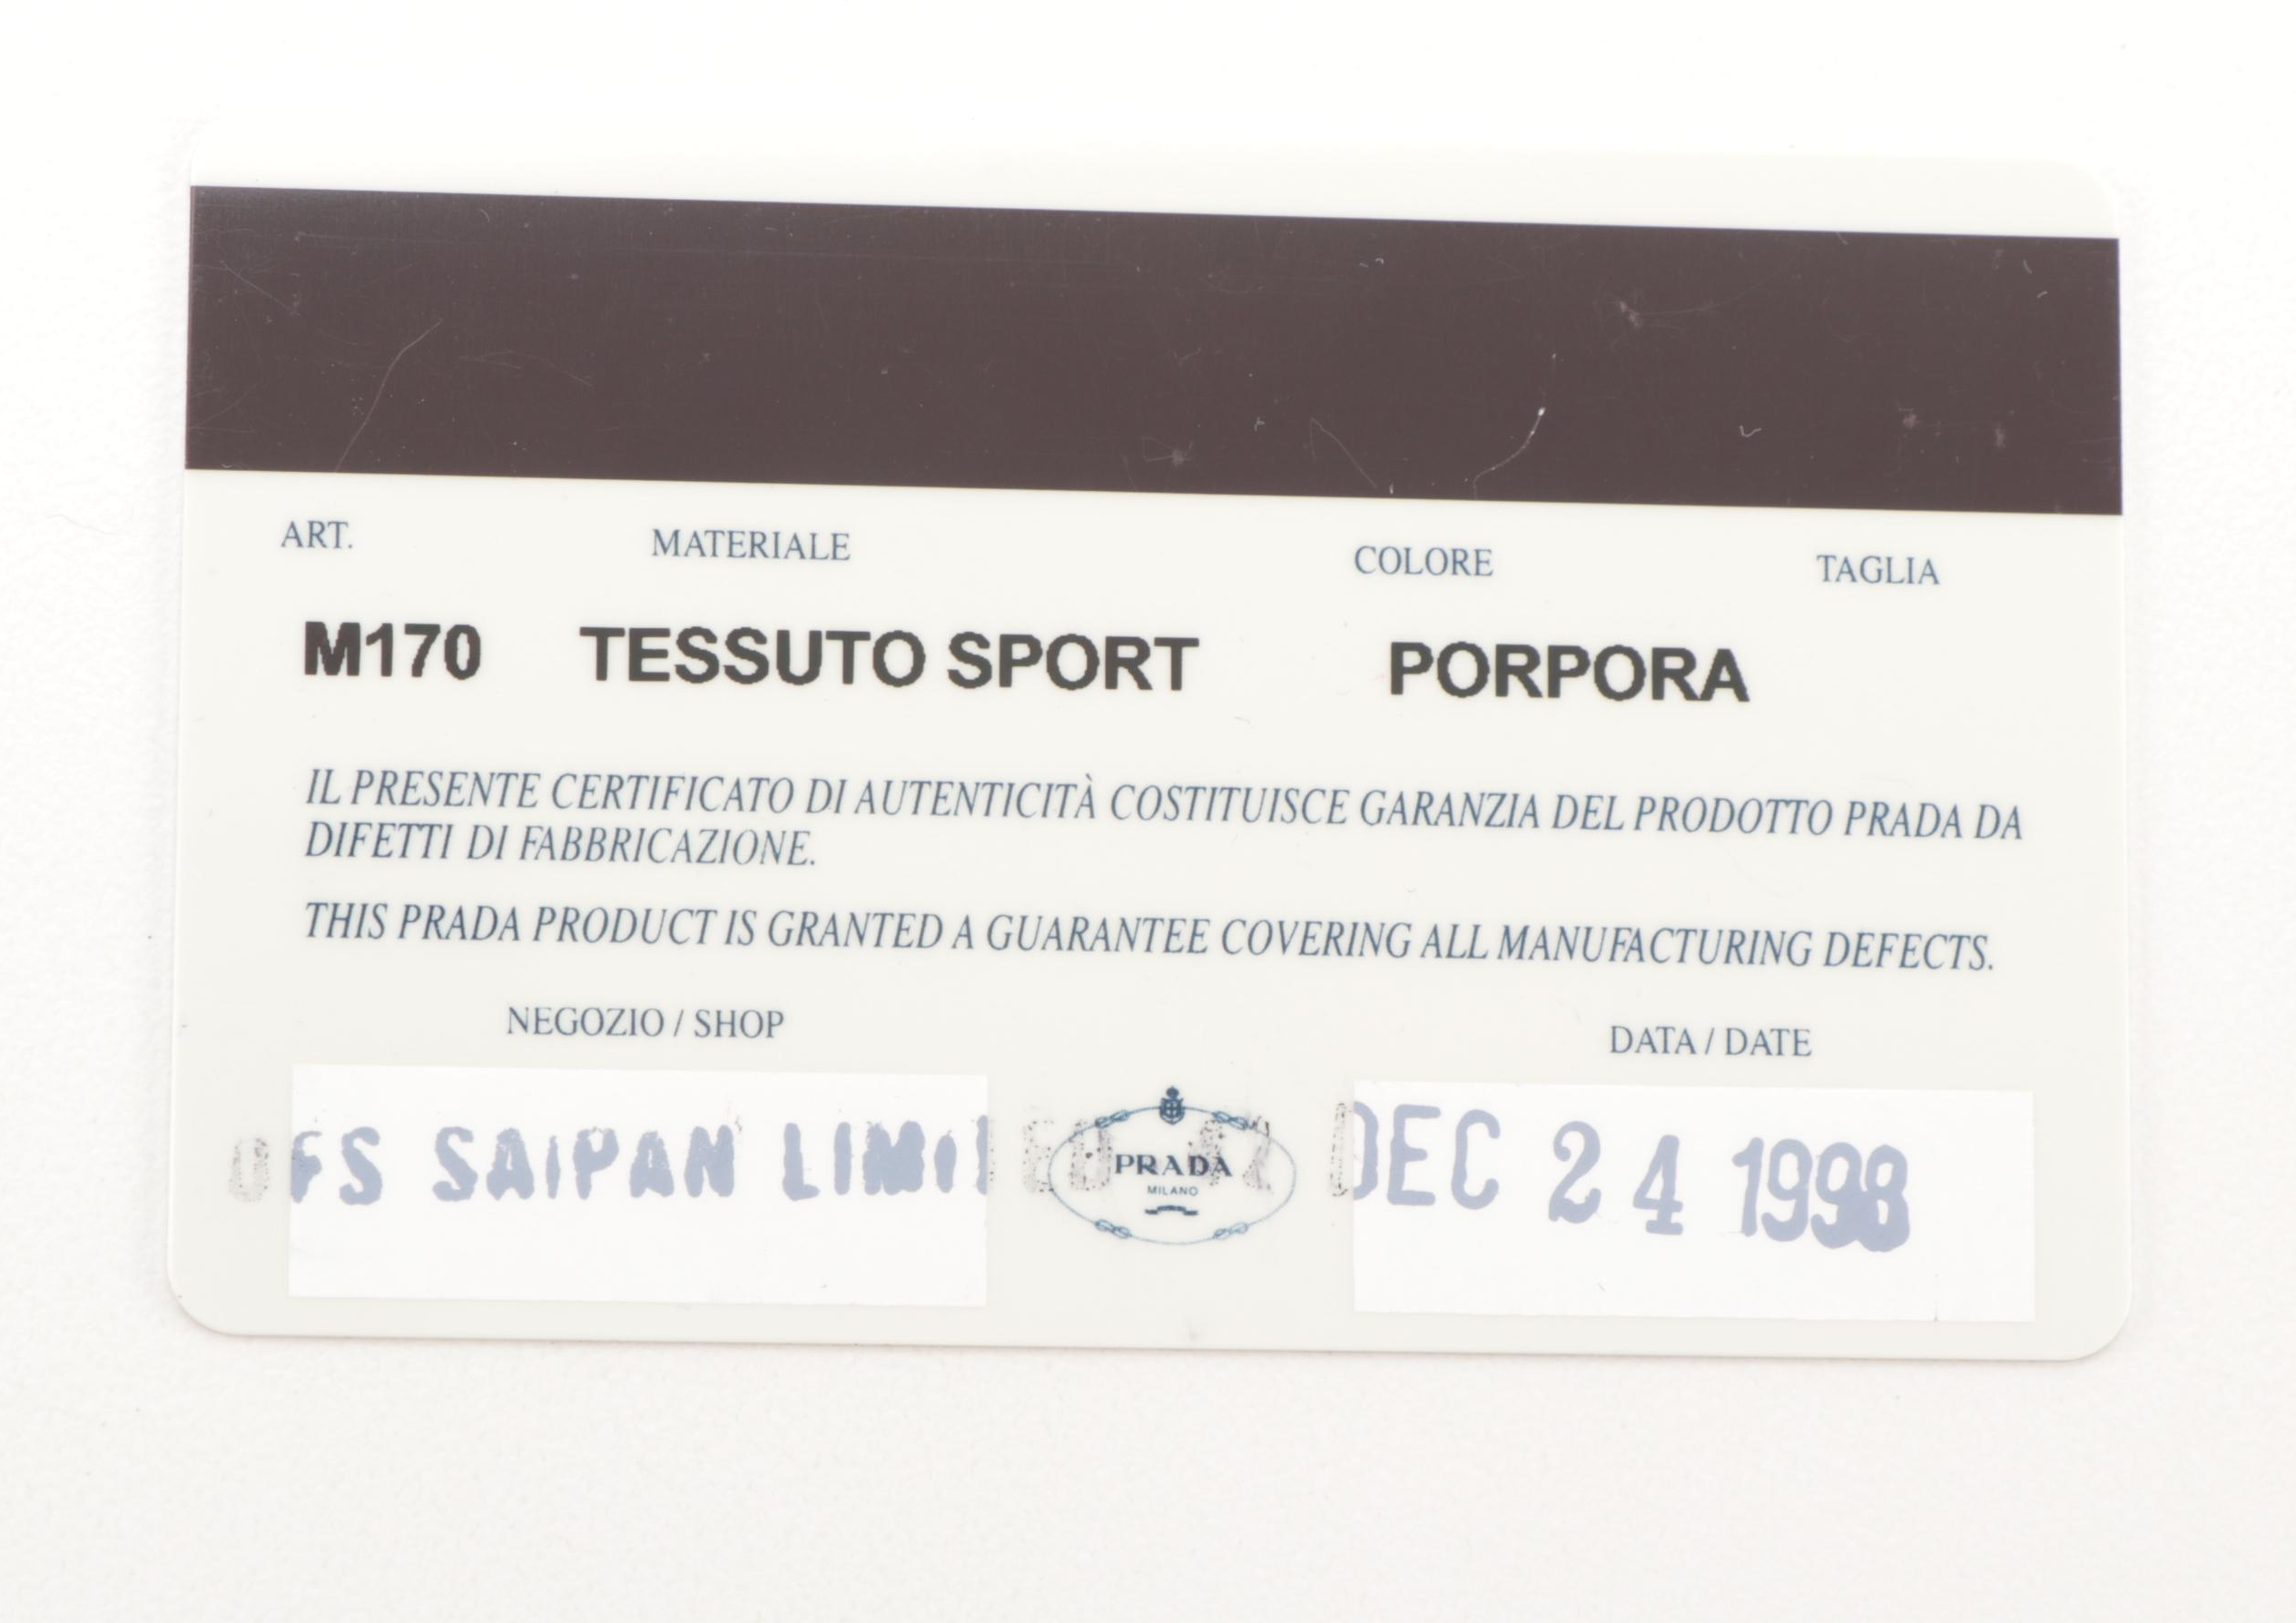 ART. MATERIALE COLORE TAGLIA
M170 TESSUTO SPORT PORPORA
IL PRESENTE CERTIFICATO DI AUTENTICITÀ COSTITUISCE GARANZIA DEL PRODOTTO PRADA DA
DIFETTI DI FABBRICAZIONE.
THIS PRADA PRODUCT IS GRANTED A GUARANTEE COVERING ALL MANUFACTURING DEFECTS.
NEGOZIO / SHOP DATA / DATE
DFS SAIPAN LIMITED DEC 24 1998
PRADA
MILANO